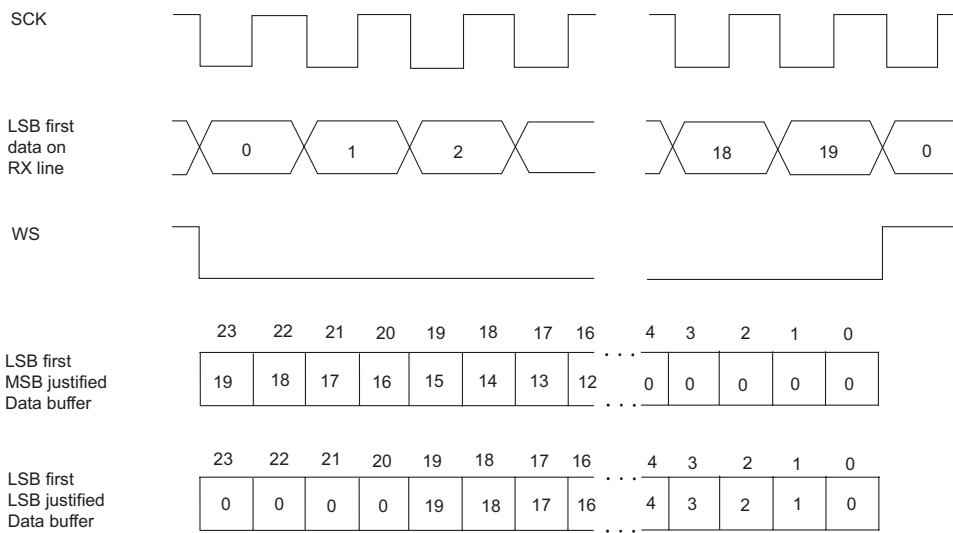 SCK
LSB first
data on
RX line
0 1 2 18 19 0
WS
23 22 21 20 19 18 17 16 4 3 2 1 0
LSB first
MSB justified
Data buffer
19 18 17 16 15 14 13 12 ... 0 0 0 0 0
23 22 21 20 19 18 17 16 4 3 2 1 0
LSB first
LSB justified
Data buffer
0 0 0 0 19 18 17 16 ... 4 3 2 1 0